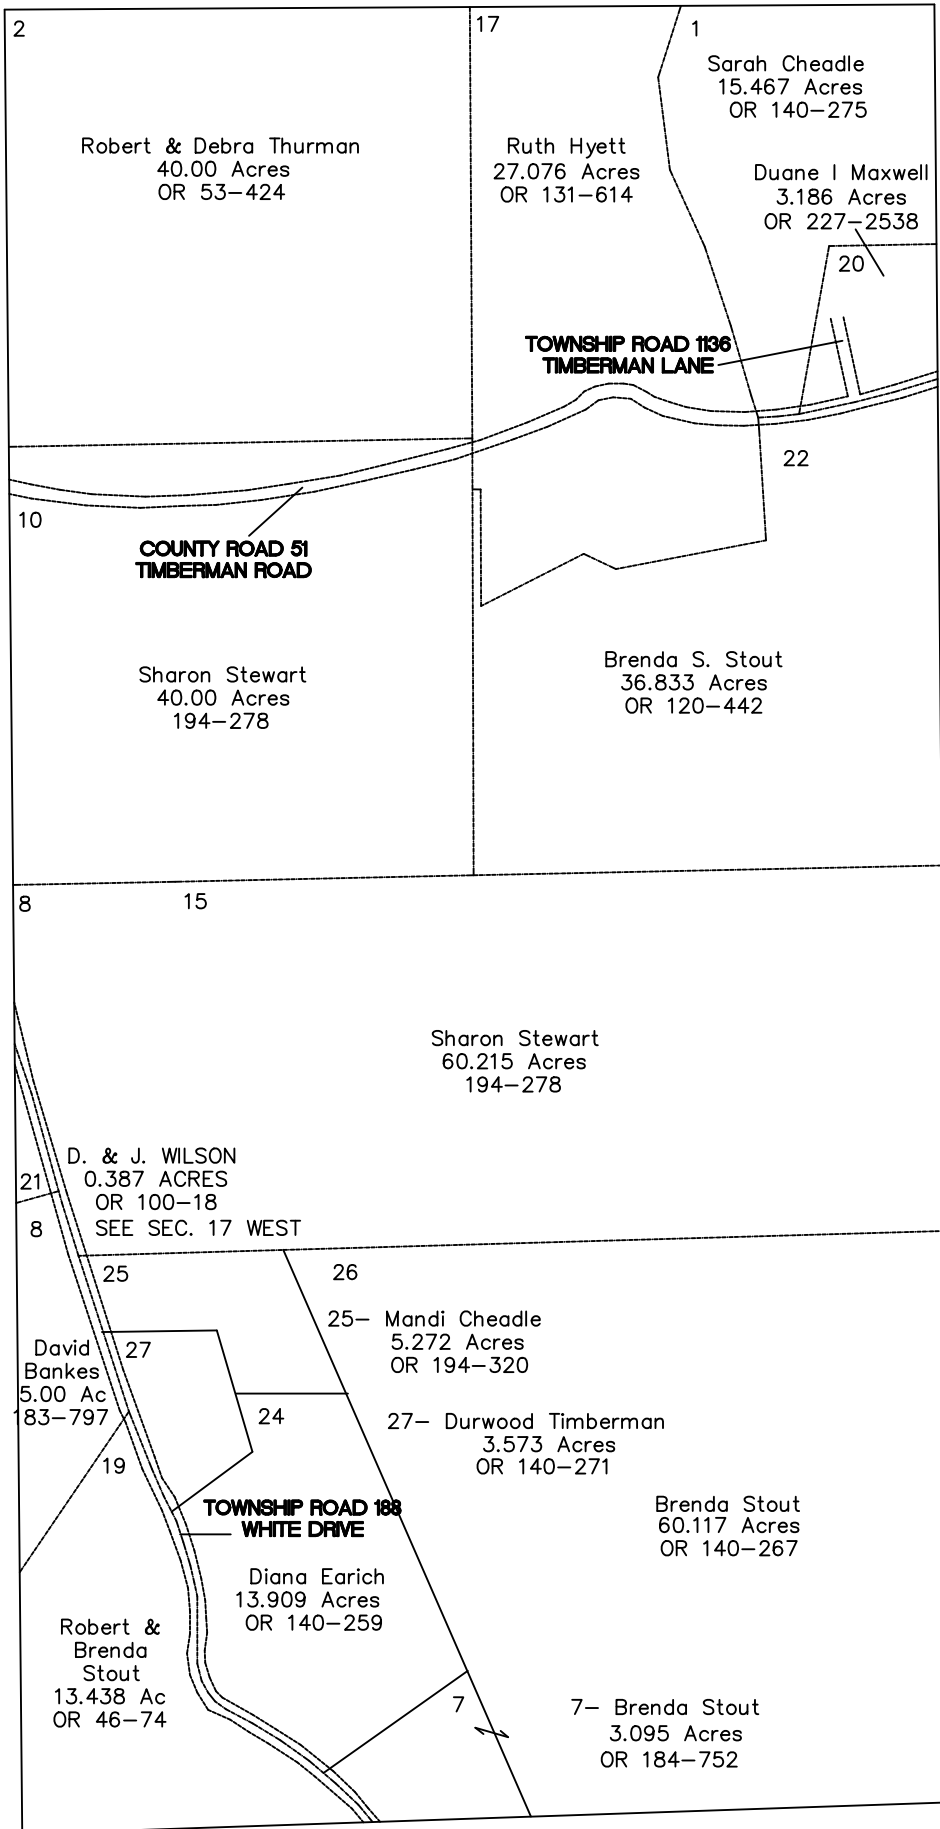 2
17
1
Sarah Cheadle
15.467 Acres
OR 140-275
Robert & Debra Thurman
40.00 Acres
OR 53-424
Ruth Hyett
27.076 Acres
OR 131-614
Duane I Maxwell
3.186 Acres
OR 227-2538
20
TOWNSHIP ROAD 1136
TIMBERMAN LANE
22
10
COUNTY ROAD 51
TIMBERMAN ROAD
Sharon Stewart
40.00 Acres
194-278
Brenda S. Stout
36.833 Acres
OR 120-442
8
15
Sharon Stewart
60.215 Acres
194-278
D. & J. WILSON
0.387 ACRES
OR 100-18
SEE SEC. 17 WEST
21
8
25
26
25- Mandi Cheadle
5.272 Acres
OR 194-320
David
Bankes
5.00 Ac
183-797
27
24
27- Durwood Timberman
3.573 Acres
OR 140-271
19
TOWNSHIP ROAD 188
WHITE DRIVE
Brenda Stout
60.117 Acres
OR 140-267
Diana Earich
13.909 Acres
OR 140-259
Robert &
Brenda
Stout
13.438 Ac
OR 46-74
7
7- Brenda Stout
3.095 Acres
OR 184-752